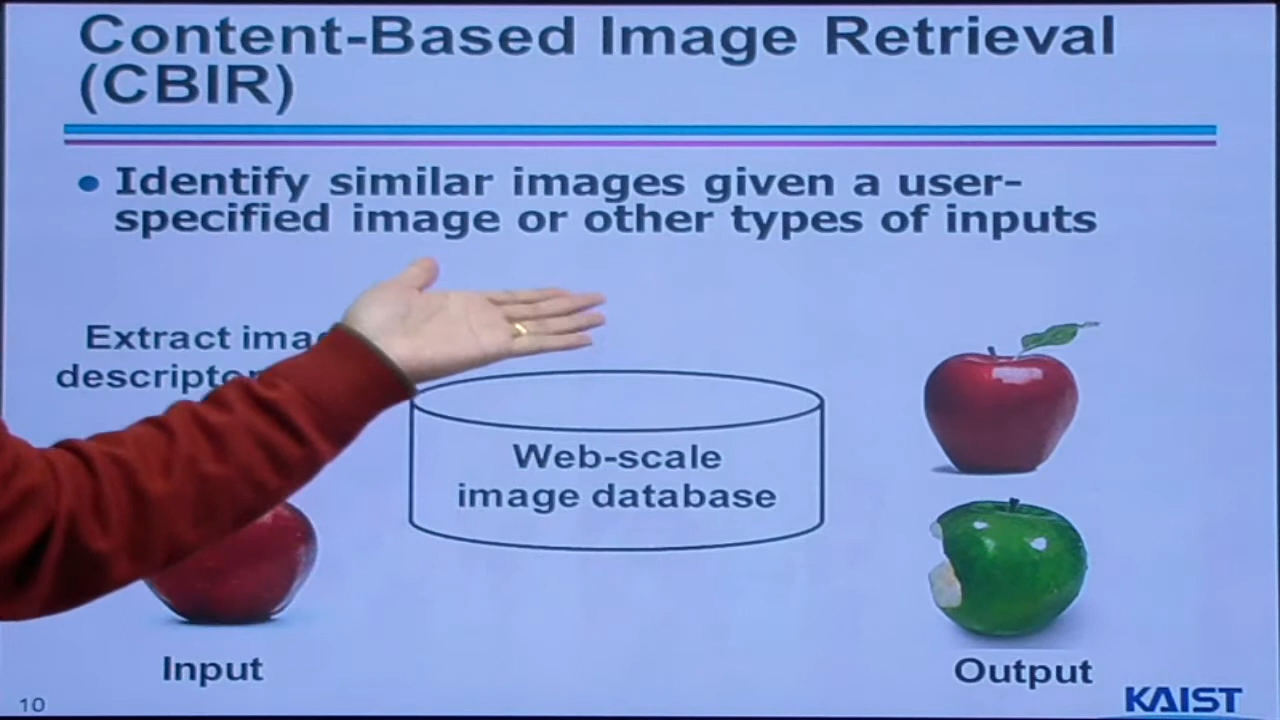 Content-Based Image Retrieval
(CBIR)
Identify similar images given a user-
specified image or other types of inputs
Extract
Web-scale
image database
Input
Output
10
KAIST